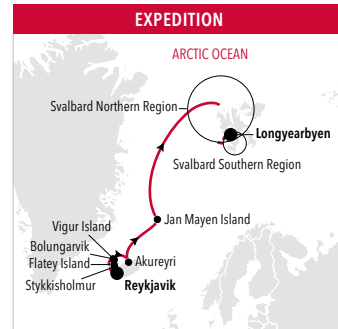 EXPEDITION
ARCTIC OCEAN
Svalbard Northern Region
Longyearbyen
Svalbard Southern Region
Jan Mayen Island
Vigur Island
Bolungarvik
Akureyri
Flatey Island
Stykkisholmur
Reykjavik